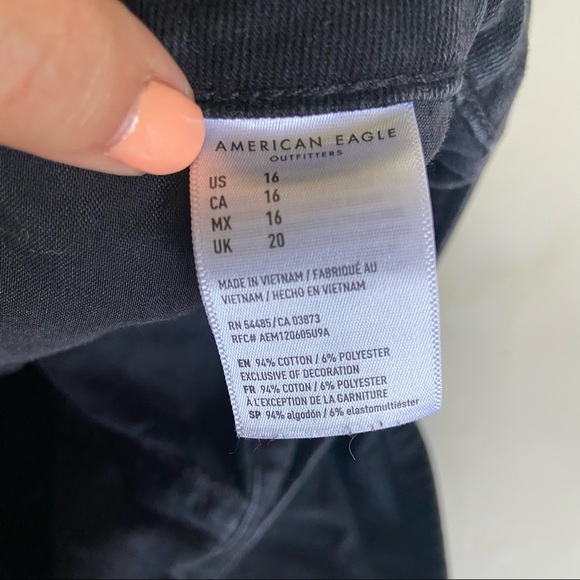 AMERICAN EAGLE
OUTFITTERS
US 16
CA 16
MX 16
UK 20
MADE IN VIETNAM / FABRIQUÉ AU
VIETNAM / HECHO EN VIETNAM
RN 54485 / CA 03873
RFC# AEM120605U9A
EN 94% COTTON / 6% POLYESTER
EXCLUSIVE OF DECORATION
FR 94% COTON / 6% POLYESTER
À L'EXCEPTION DE LA GARNITURE
SP 94% algodón / 6% elastomultiéster